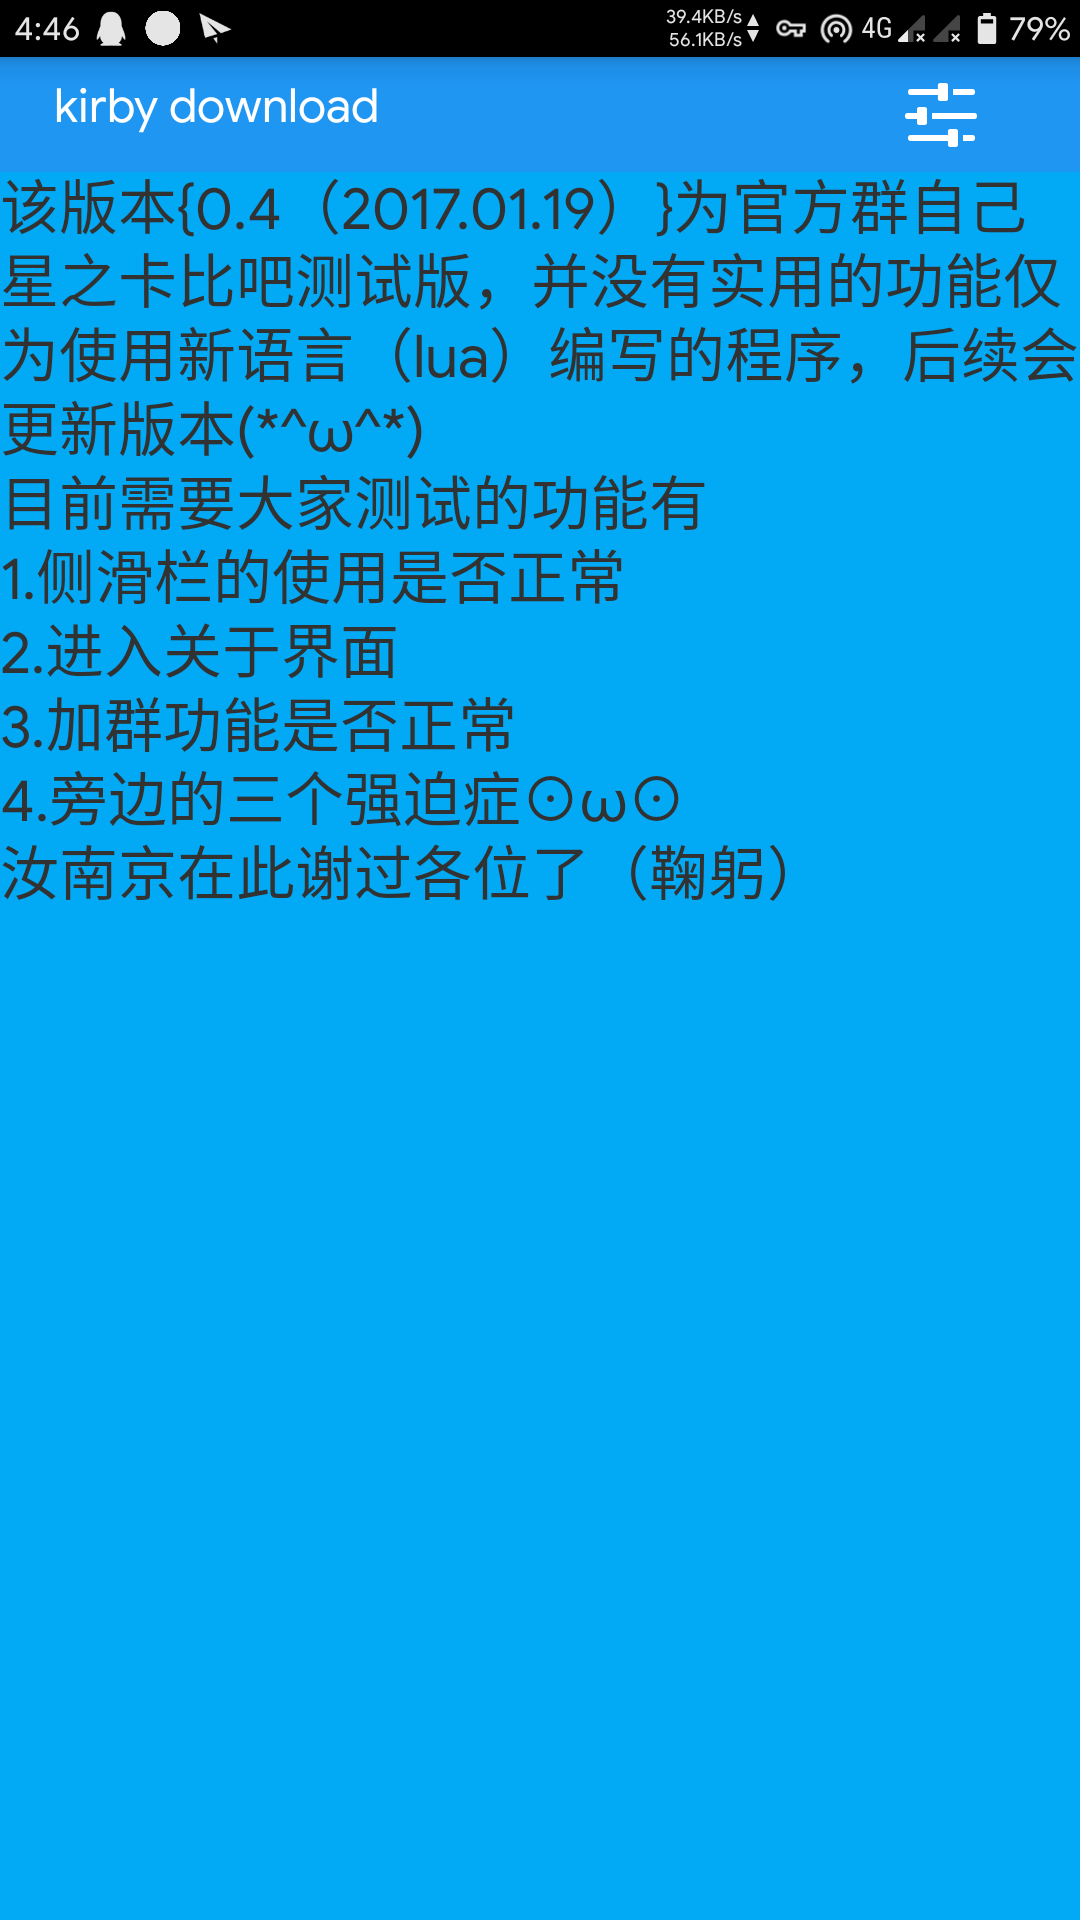 4:46
39.4KB/s
56.1KB/s
4G
79%
kirby download
该版本{0.4（2017.01.19）}为官方群自己
星之卡比吧测试版，并没有实用的功能仅
为使用新语言（lua）编写的程序，后续会
更新版本(*^ω^*)
目前需要大家测试的功能有
1.侧滑栏的使用是否正常
2.进入关于界面
3.加群功能是否正常
4.旁边的三个强迫症⊙ω⊙
汝南京在此谢过各位了（鞠躬）